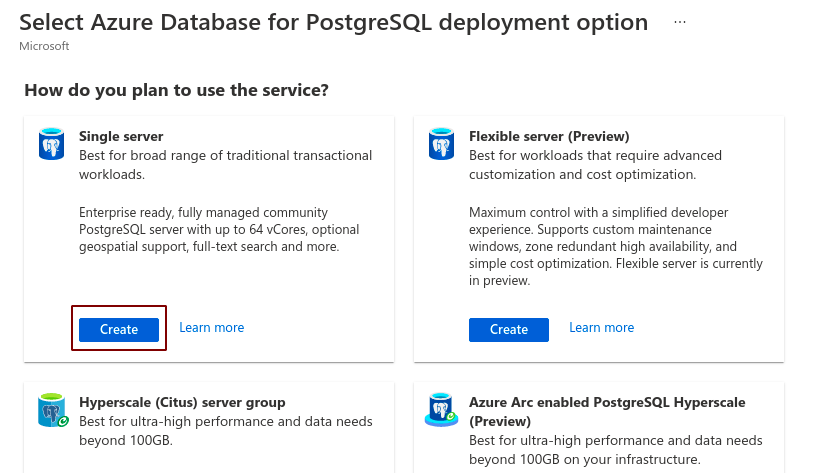 Select Azure Database for PostgreSQL deployment option ...
Microsoft
How do you plan to use the service?
Single server
Best for broad range of traditional transactional
workloads.
Enterprise ready, fully managed community
PostgreSQL server with up to 64 vCores, optional
geospatial support, full-text search and more.
Create Learn more
Flexible server (Preview)
Best for workloads that require advanced
customization and cost optimization.
Maximum control with a simplified developer
experience. Supports custom maintenance
windows, zone redundant high availability, and
simple cost optimization. Flexible server is currently
in preview.
Create Learn more
Hyperscale (Citus) server group
Best for ultra-high performance and data needs
beyond 100GB.
Azure Arc enabled PostgreSQL Hyperscale
(Preview)
Best for ultra-high performance and data needs
beyond 100GB on your infrastructure.